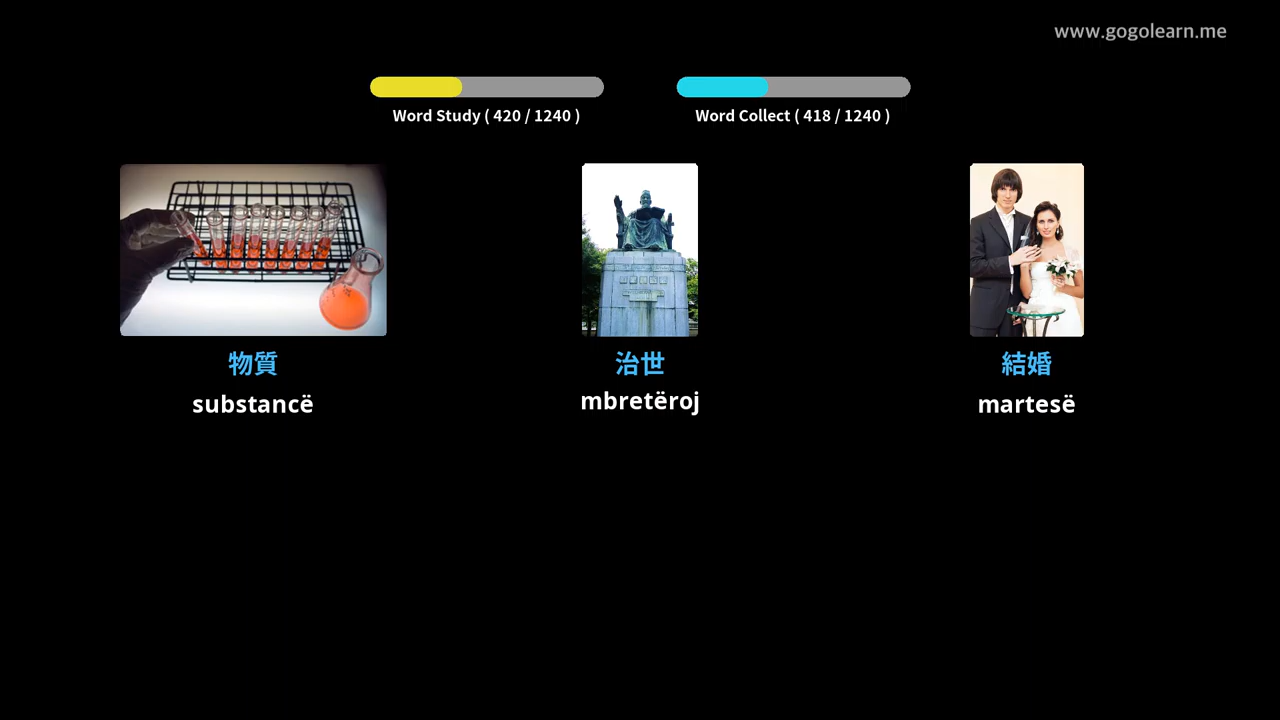 www.gogolearn.me
Word Study ( 420 / 1240 )
Word Collect ( 418 / 1240 )
物質
治世
結婚
substancë
mbretëroj
martesë